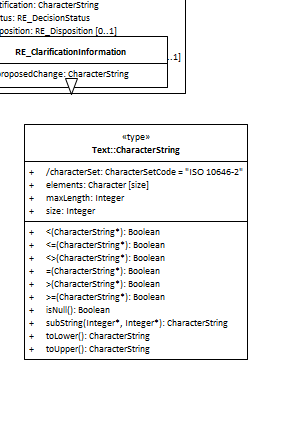 tification: CharacterString
tus: RE_DecisionStatus
position: RE_Disposition [0..1]
RE_ClarificationInformation
..1]
proposedChange: CharacterString
«type»
Text::CharacterString
+ /characterSet: CharacterSetCode = "ISO 10646-2"
+ elements: Character [size]
+ maxLength: Integer
+ size: Integer
+ <(CharacterString*): Boolean
+ <=(CharacterString*): Boolean
+ <>(CharacterString*): Boolean
+ =(CharacterString*): Boolean
+ >(CharacterString*): Boolean
+ >=(CharacterString*): Boolean
+ isNull(): Boolean
+ subString(Integer*, Integer*): CharacterString
+ toLower(): CharacterString
+ toUpper(): CharacterString